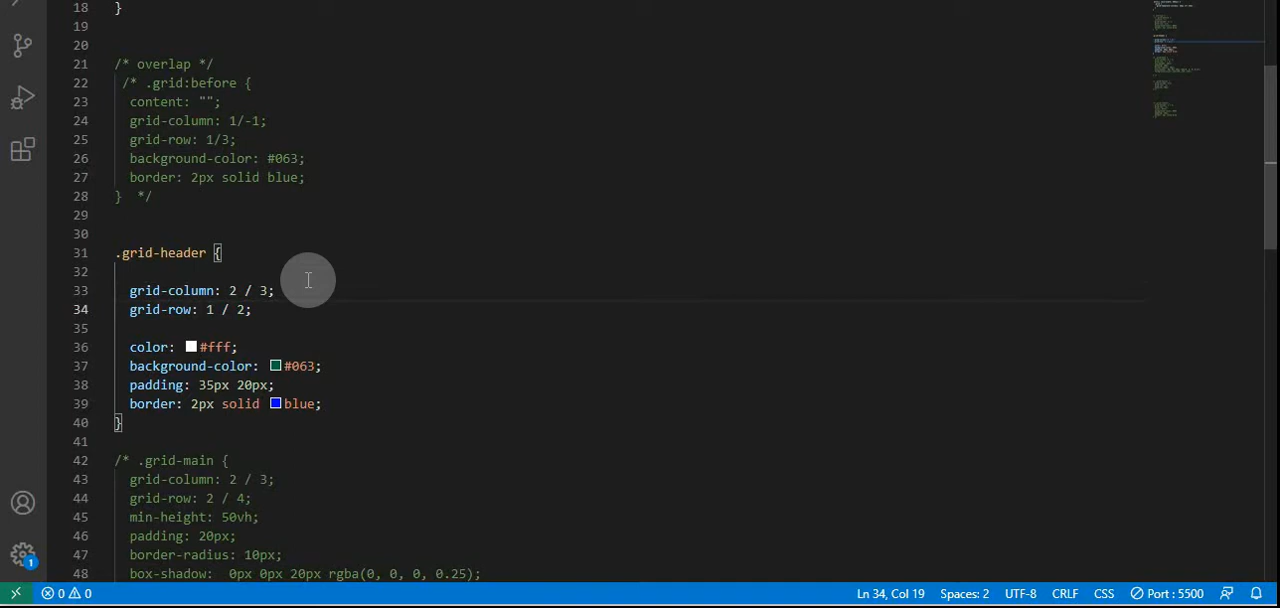 18 }
19
20
21 /* overlap */
22 /* .grid:before {
23 content: "";
24 grid-column: 1/-1;
25 grid-row: 1/3;
26 background-color: #063;
27 border: 2px solid blue;
28 } */
29
30
31 .grid-header {
32
33 grid-column: 2 / 3;
34 grid-row: 1 / 2;
35
36 color: #fff;
37 background-color: #063;
38 padding: 35px 20px;
39 border: 2px solid blue;
40 }
41
42 /* .grid-main {
43 grid-column: 2 / 3;
44 grid-row: 2 / 4;
45 min-height: 50vh;
46 padding: 20px;
47 border-radius: 10px;
48 box-shadow: 0px 0px 20px rgba(0, 0, 0, 0.25);
1
0 0 Ln 34, Col 19 Spaces: 2 UTF-8 CRLF CSS Port : 5500